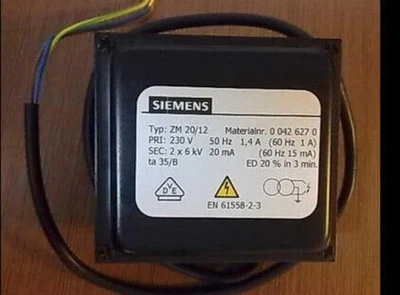 SIEMENS
Typ: ZM 20/12 Materialnr. 0 042 627 0
PRI: 230 V 50 Hz 1,4 A (60 Hz 1 A)
SEC: 2 x 6 kV 20 mA (60 Hz 15 mA)
ta 35/B ED 20 % in 3 min.
VDE
EN 61558-2-3